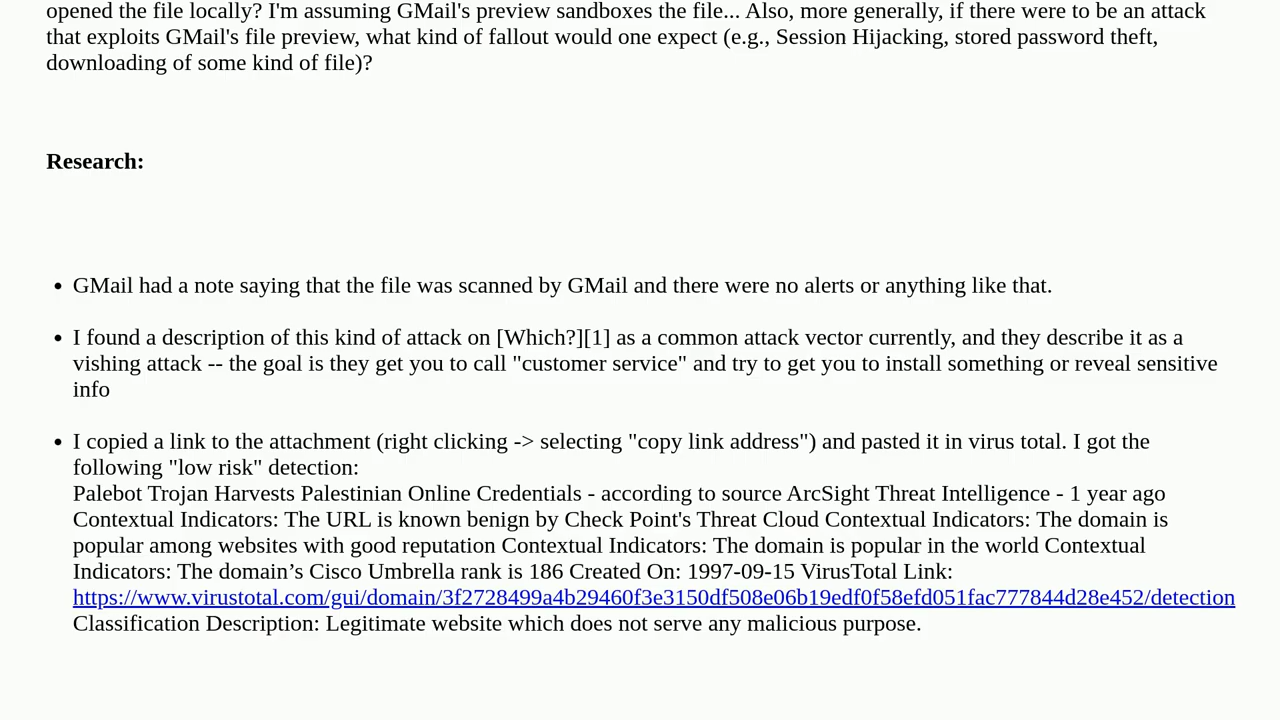 opened the file locally? I'm assuming GMail's preview sandboxes the file... Also, more generally, if there were to be an attack
that exploits GMail's file preview, what kind of fallout would one expect (e.g., Session Hijacking, stored password theft,
downloading of some kind of file)?
Research:
• GMail had a note saying that the file was scanned by GMail and there were no alerts or anything like that.
• I found a description of this kind of attack on [Which?][1] as a common attack vector currently, and they describe it as a
vishing attack -- the goal is they get you to call "customer service" and try to get you to install something or reveal sensitive
info
• I copied a link to the attachment (right clicking -> selecting "copy link address") and pasted it in virus total. I got the
following "low risk" detection:
Palebot Trojan Harvests Palestinian Online Credentials - according to source ArcSight Threat Intelligence - 1 year ago
Contextual Indicators: The URL is known benign by Check Point's Threat Cloud Contextual Indicators: The domain is
popular among websites with good reputation Contextual Indicators: The domain is popular in the world Contextual
Indicators: The domain’s Cisco Umbrella rank is 186 Created On: 1997-09-15 VirusTotal Link:
https://www.virustotal.com/gui/domain/3f2728499a4b29460f3e3150df508e06b19edf0f58efd051fac777844d28e452/detection
Classification Description: Legitimate website which does not serve any malicious purpose.